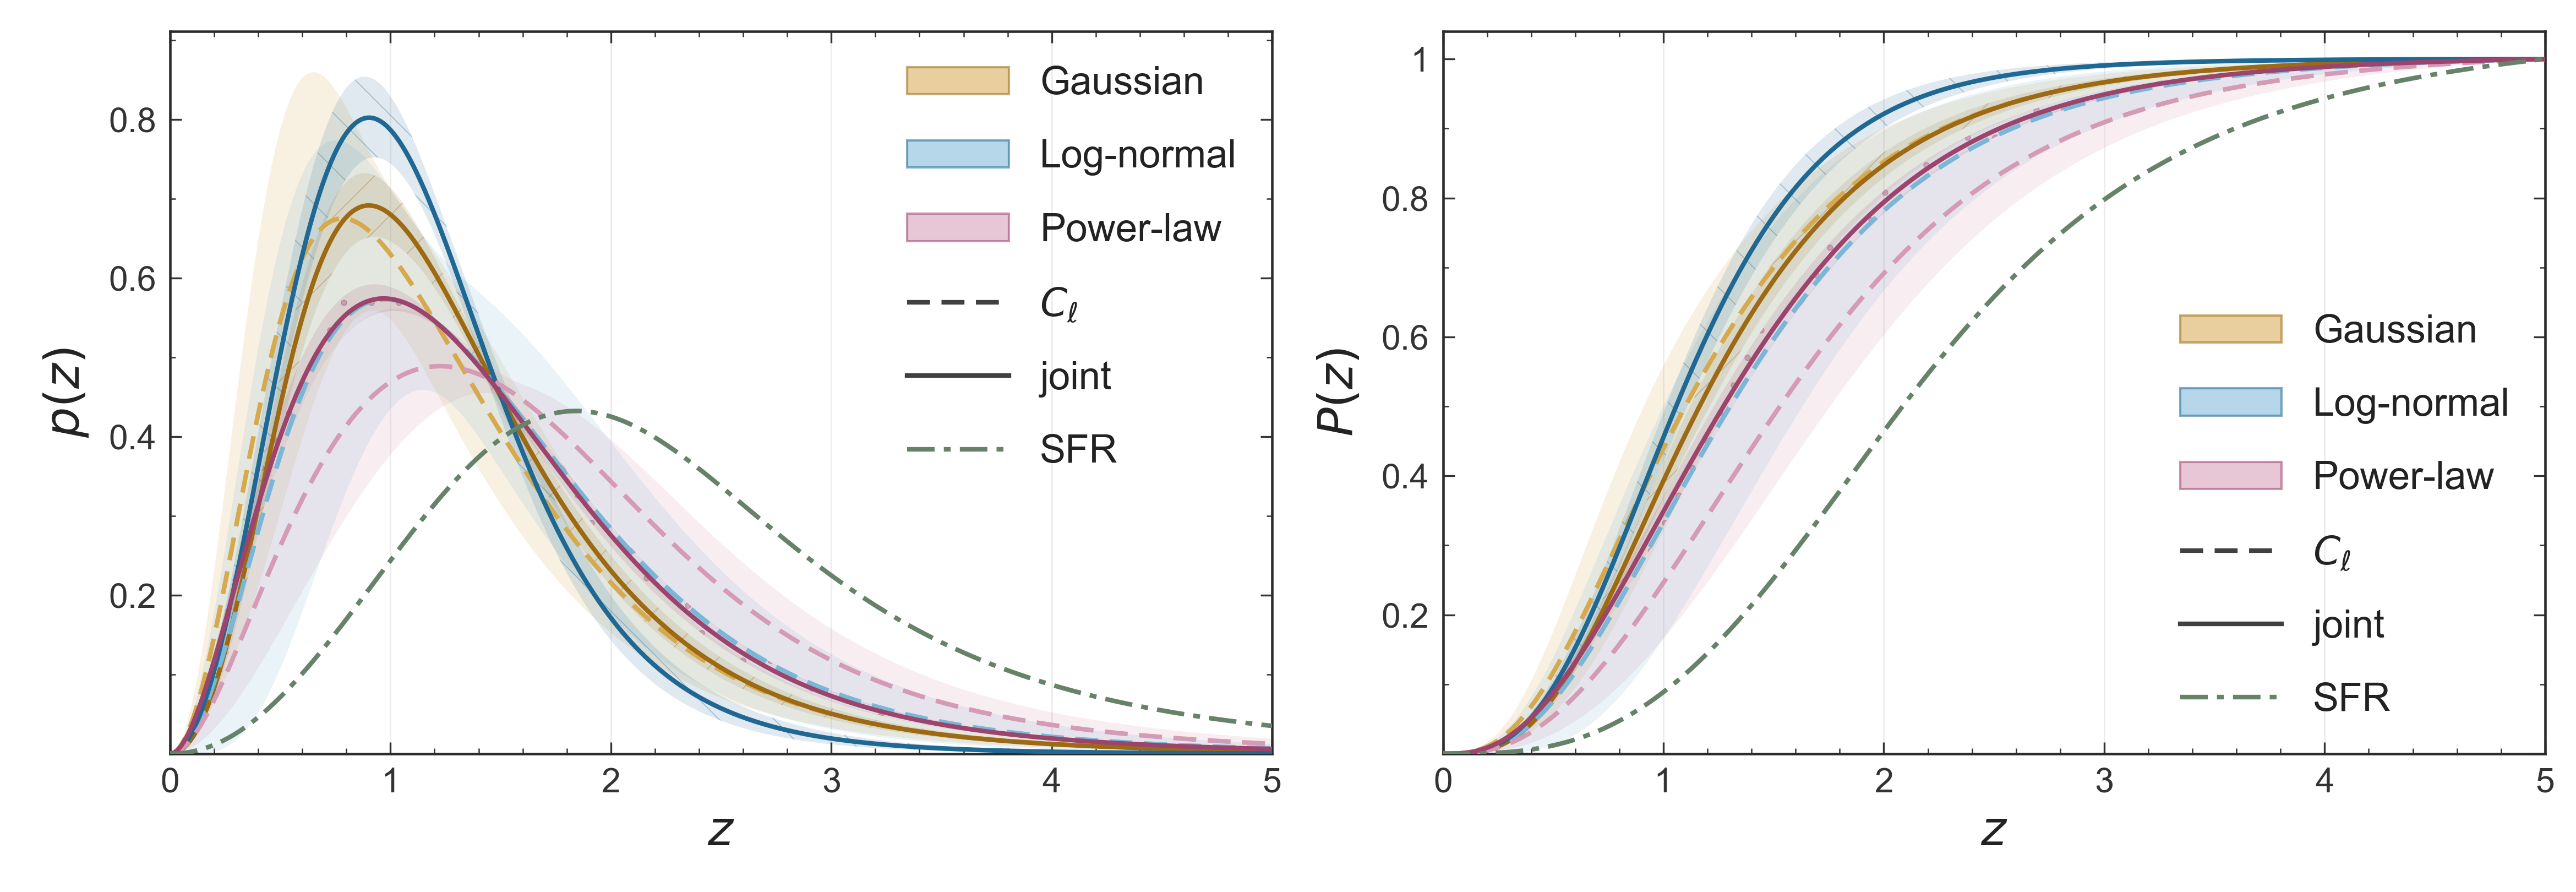 p(z)
0.8
0.6
0.4
0.2
0 1 2 3 4 5
z
Gaussian
Log-normal
Power-law
Cℓ
joint
SFR
P(z)
1
0.8
0.6
0.4
0.2
0 1 2 3 4 5
z
Gaussian
Log-normal
Power-law
Cℓ
joint
SFR